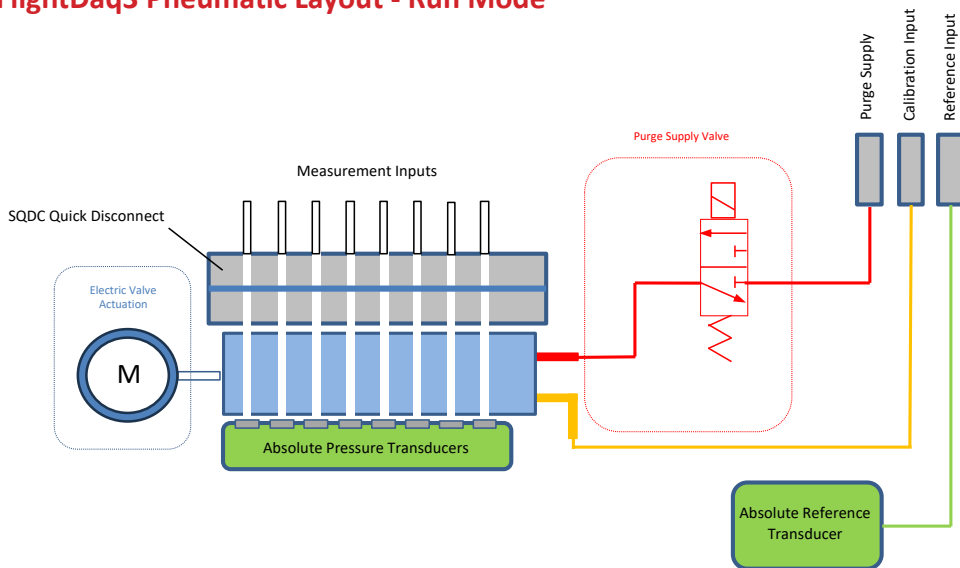 FlightDaq3 Pneumatic Layout - Run Mode
Purge Supply
Calibration Input
Reference Input
Purge Supply Valve
Measurement Inputs
SQDC Quick Disconnect
Electric Valve
Actuation
M
Absolute Pressure Transducers
Absolute Reference
Transducer